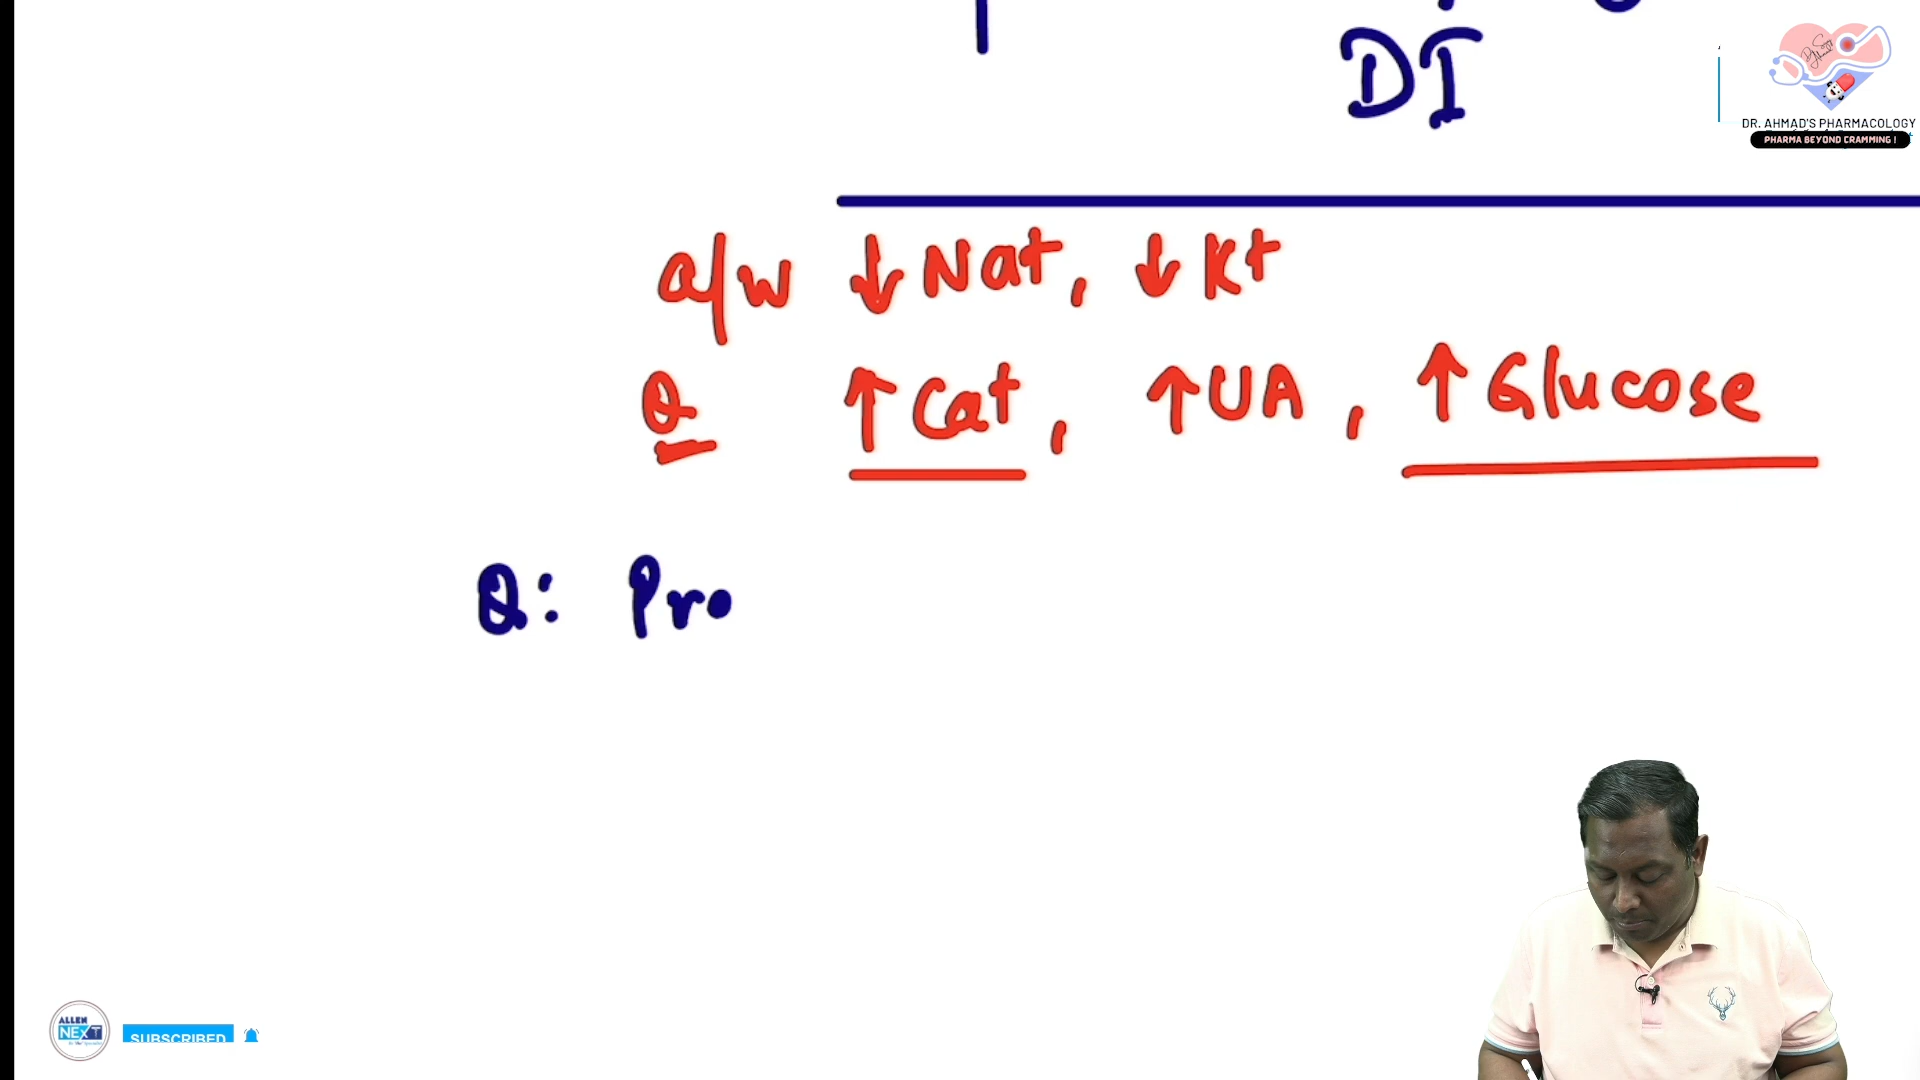 DI
DR. AHMAD'S PHARMACOLOGY
PHARMA BEYOND CRAMMING !
a/w ↓ Na+, ↓ K+
Q ↑ Ca+, ↑ UA, ↑ Glucose
Q: Pro
ALLEN
NEXT
SUBSCRIBED